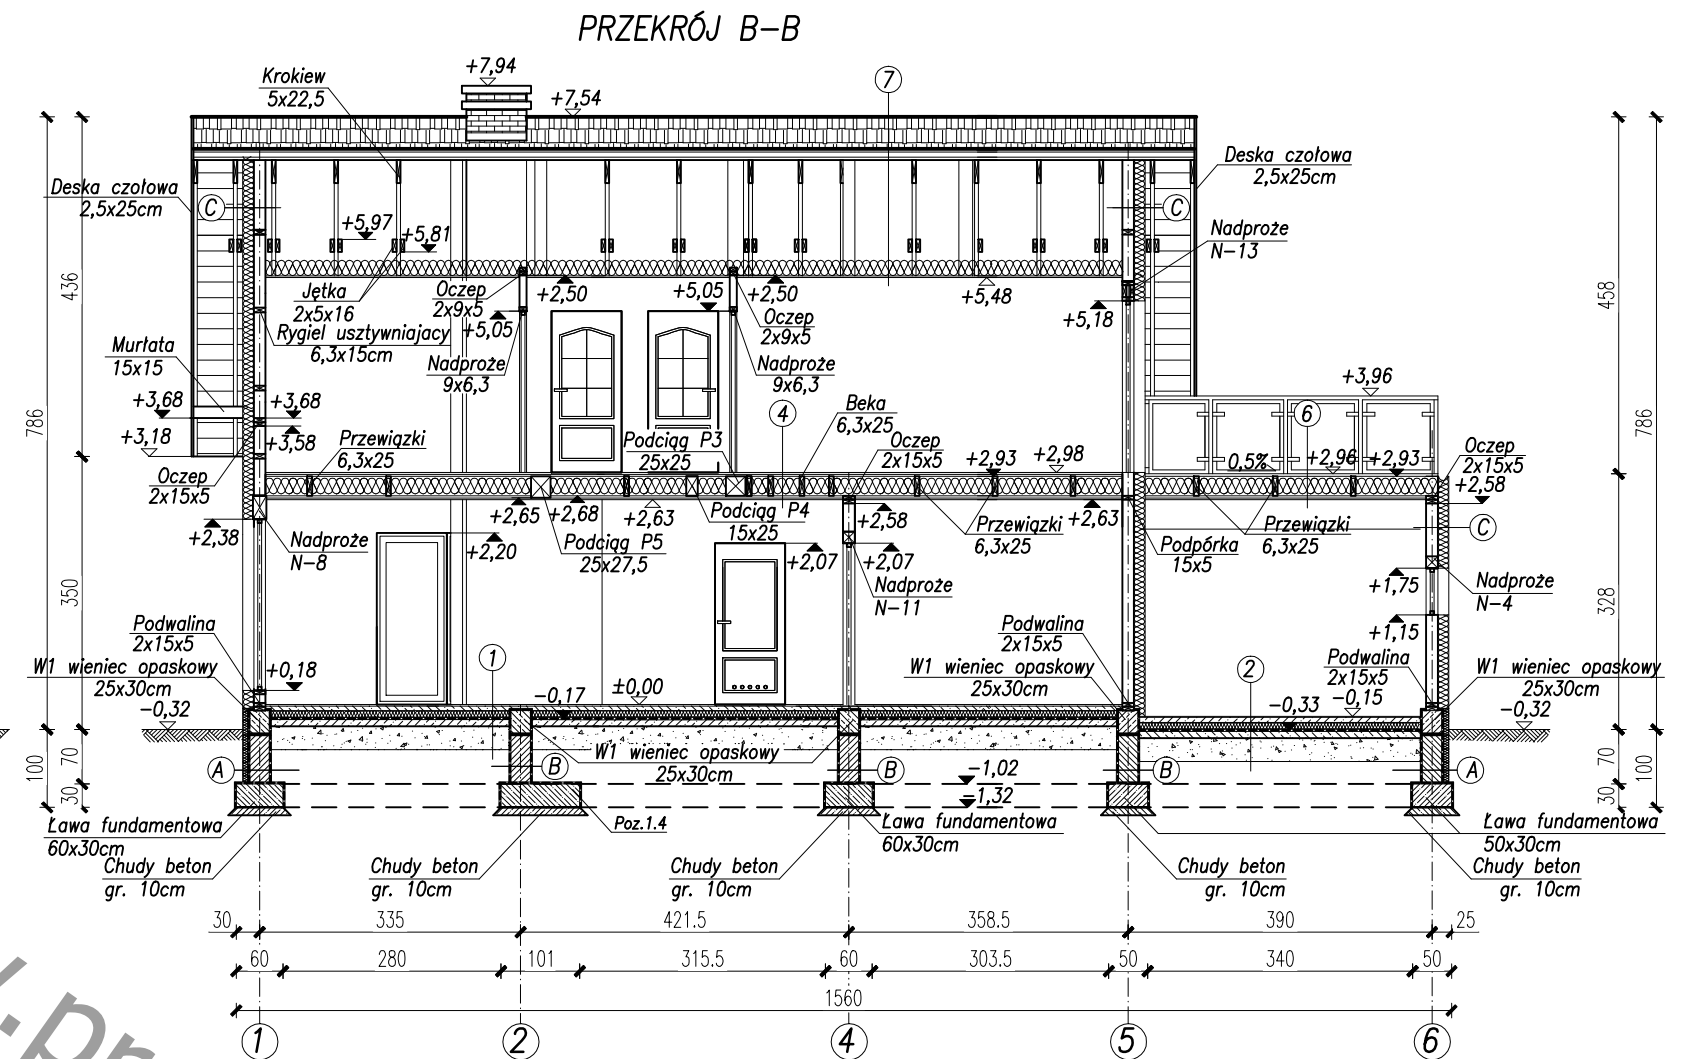 PRZEKRÓJ B–B
+7,94
7
Krokiew
5x22,5
+7,54
Deska czołowa
2,5x25cm
Deska czołowa
2,5x25cm
C
C
+5,97
+5,81
Nadproże
N–13
436
458
Jętka
2x5x16
Oczep
2x9x5
+2,50
+5,05
+2,50
+5,48
+5,18
Oczep
2x9x5
+5,05
Rygiel usztywniajacy
6,3x15cm
Murłata
15x15
Nadproże
9x6,3
Nadproże
9x6,3
+3,96
+3,68
+3,68
+3,18
+3,58
4
6
786
786
Beka
6,3x25
Przewiązki
6,3x25
Podciąg P3
25x25
Oczep
2x15x5
Oczep
2x15x5
Oczep
2x15x5
+2,93
+2,98
0,5%
+2,96
+2,93
+2,58
+2,38
Nadproże
N–8
+2,65
+2,68
+2,63
Podciąg P4
15x25
Podciąg P5
25x27,5
+2,20
+2,58
+2,07
+2,07
Przewiązki
6,3x25
+2,63
Podpórka
15x5
Przewiązki
6,3x25
C
Nadproże
N–11
+1,75
Nadproże
N–4
+1,15
350
328
Podwalina
2x15x5
Podwalina
2x15x5
Podwalina
2x15x5
W1 wieniec opaskowy
25x30cm
W1 wieniec opaskowy
25x30cm
W1 wieniec opaskowy
25x30cm
+0,18
1
2
–0,32
–0,17
±0,00
–0,33
–0,15
–0,32
W1 wieniec opaskowy
25x30cm
A
B
B
B
A
–1,02
–1,32
100
70
30
70
30
100
Ława fundamentowa
60x30cm
Poz.1.4
Ława fundamentowa
60x30cm
Ława fundamentowa
50x30cm
Chudy beton
gr. 10cm
Chudy beton
gr. 10cm
Chudy beton
gr. 10cm
Chudy beton
gr. 10cm
Chudy beton
gr. 10cm
30 335 421.5 358.5 390 25
60 280 101 315.5 60 303.5 50 340 50
1560
1 2 4 5 6